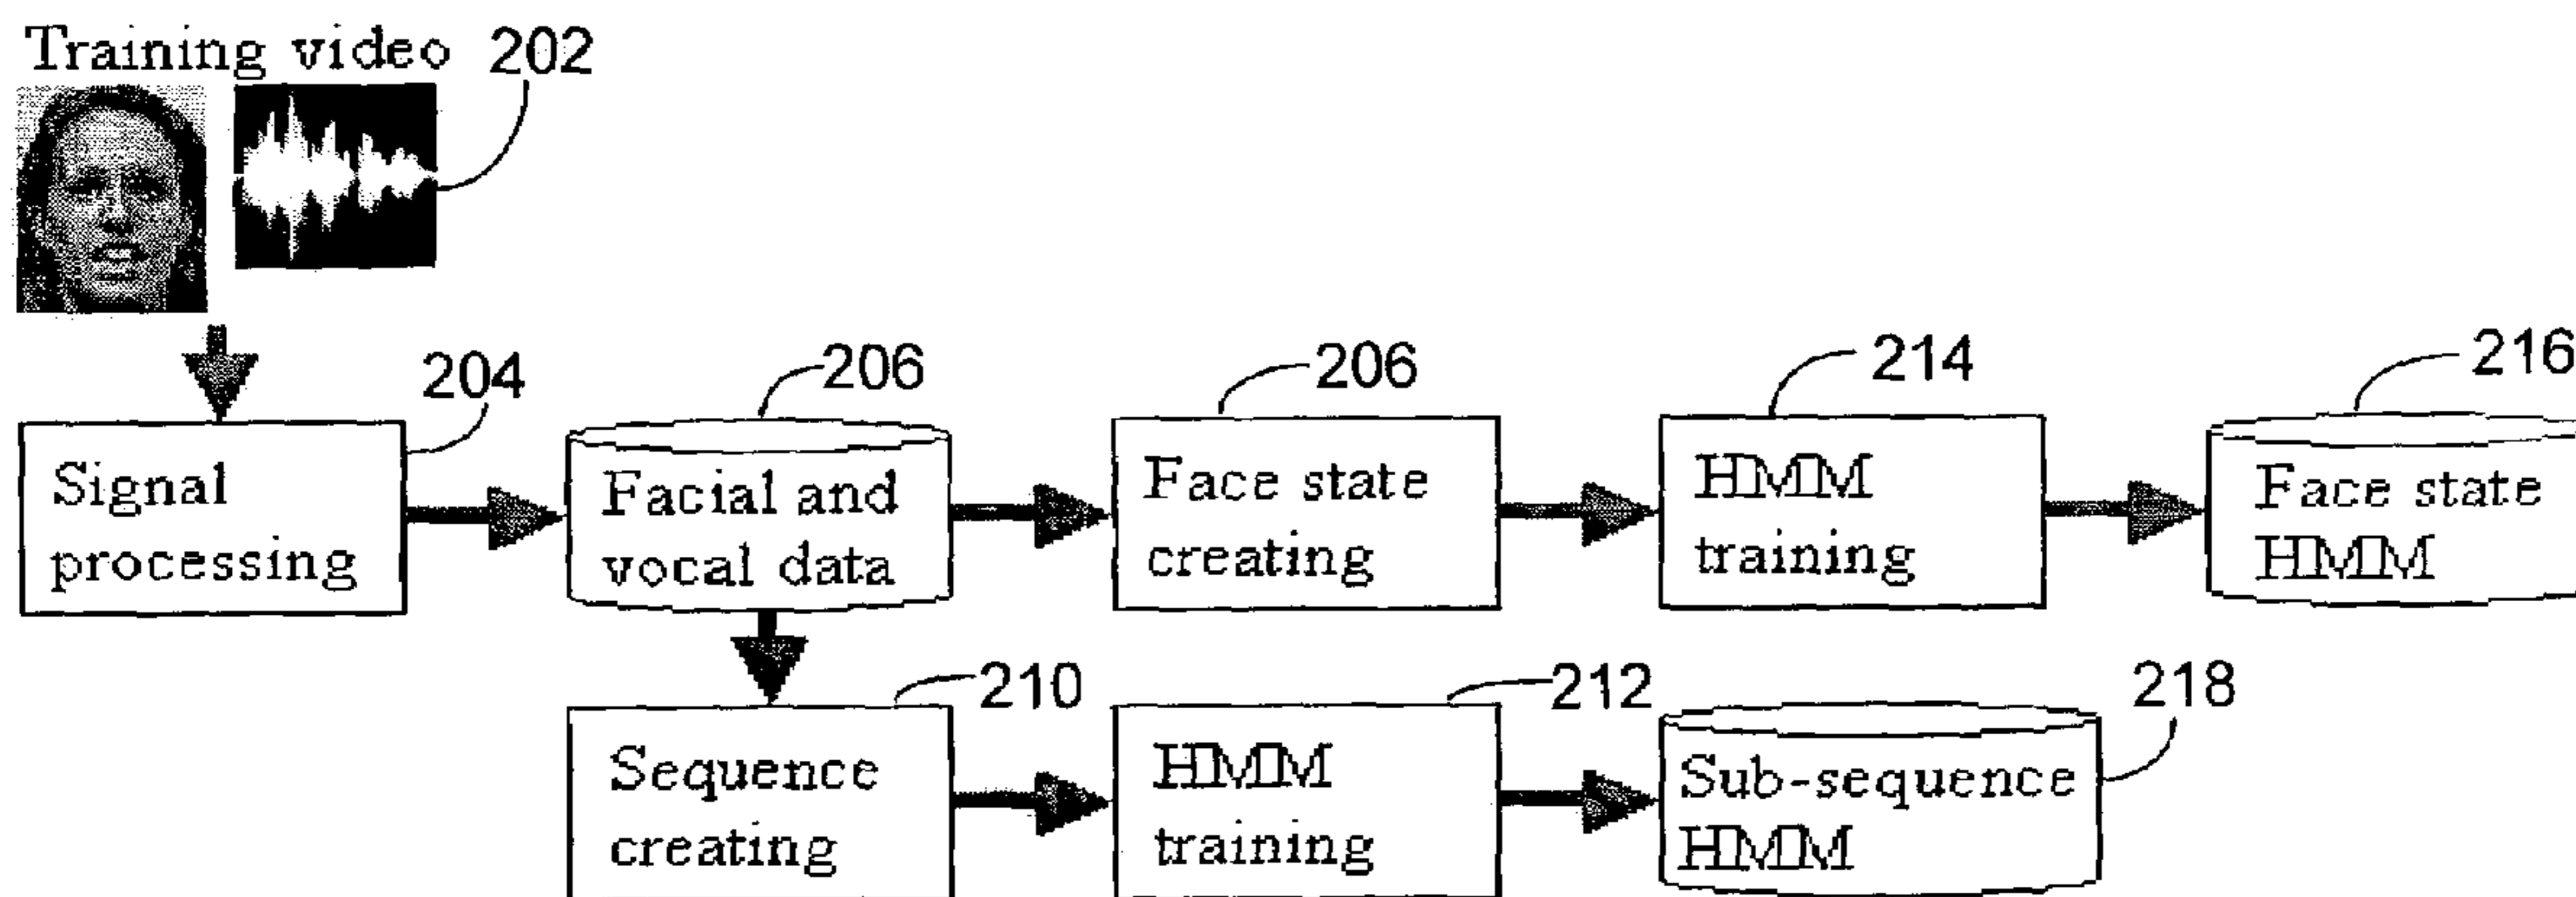 Training video 202
204
206
206
214
216
Signal
processing
Facial and
vocal data
Face state
creating
HMM
training
Face state
HMM
210
212
218
Sequence
creating
HMM
training
Sub-sequence
HMM